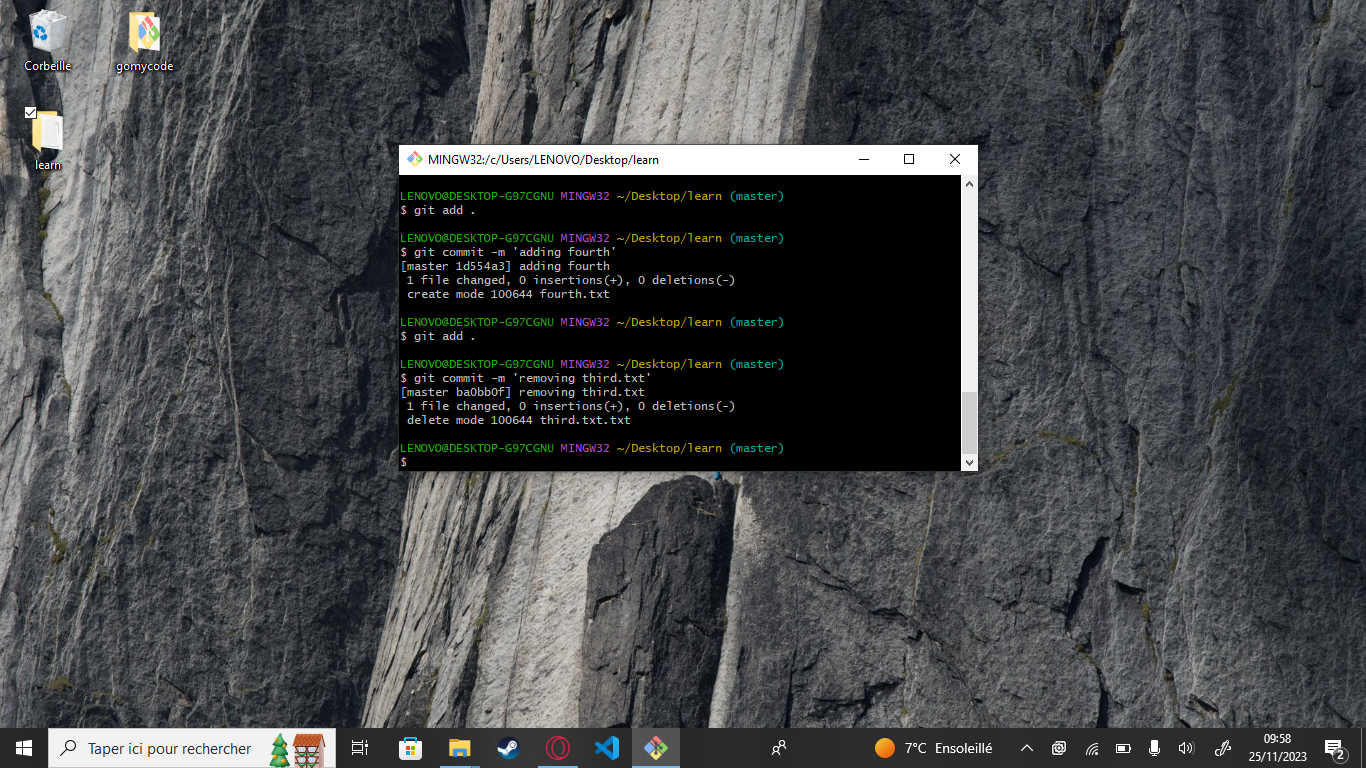 Corbeille
gomycode
learn
MINGW32:/c/Users/LENOVO/Desktop/learn
LENOVO@DESKTOP-G97CGNU MINGW32 ~/Desktop/learn (master)
$ git add .
LENOVO@DESKTOP-G97CGNU MINGW32 ~/Desktop/learn (master)
$ git commit -m 'adding fourth'
[master 1d554a3] adding fourth
1 file changed, 0 insertions(+), 0 deletions(-)
create mode 100644 fourth.txt
LENOVO@DESKTOP-G97CGNU MINGW32 ~/Desktop/learn (master)
$ git add .
LENOVO@DESKTOP-G97CGNU MINGW32 ~/Desktop/learn (master)
$ git commit -m 'removing third.txt'
[master ba0bb0f] removing third.txt
1 file changed, 0 insertions(+), 0 deletions(-)
delete mode 100644 third.txt.txt
LENOVO@DESKTOP-G97CGNU MINGW32 ~/Desktop/learn (master)
$
Taper ici pour rechercher
7°C Ensoleillé
09:58
25/11/2023
2